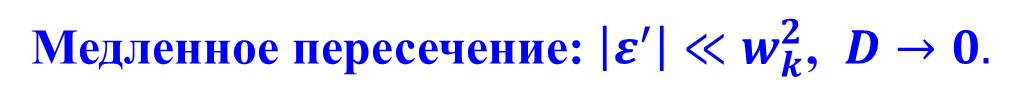 Медленное пересечение: |ε′| ≪ w_k^2, D → 0.